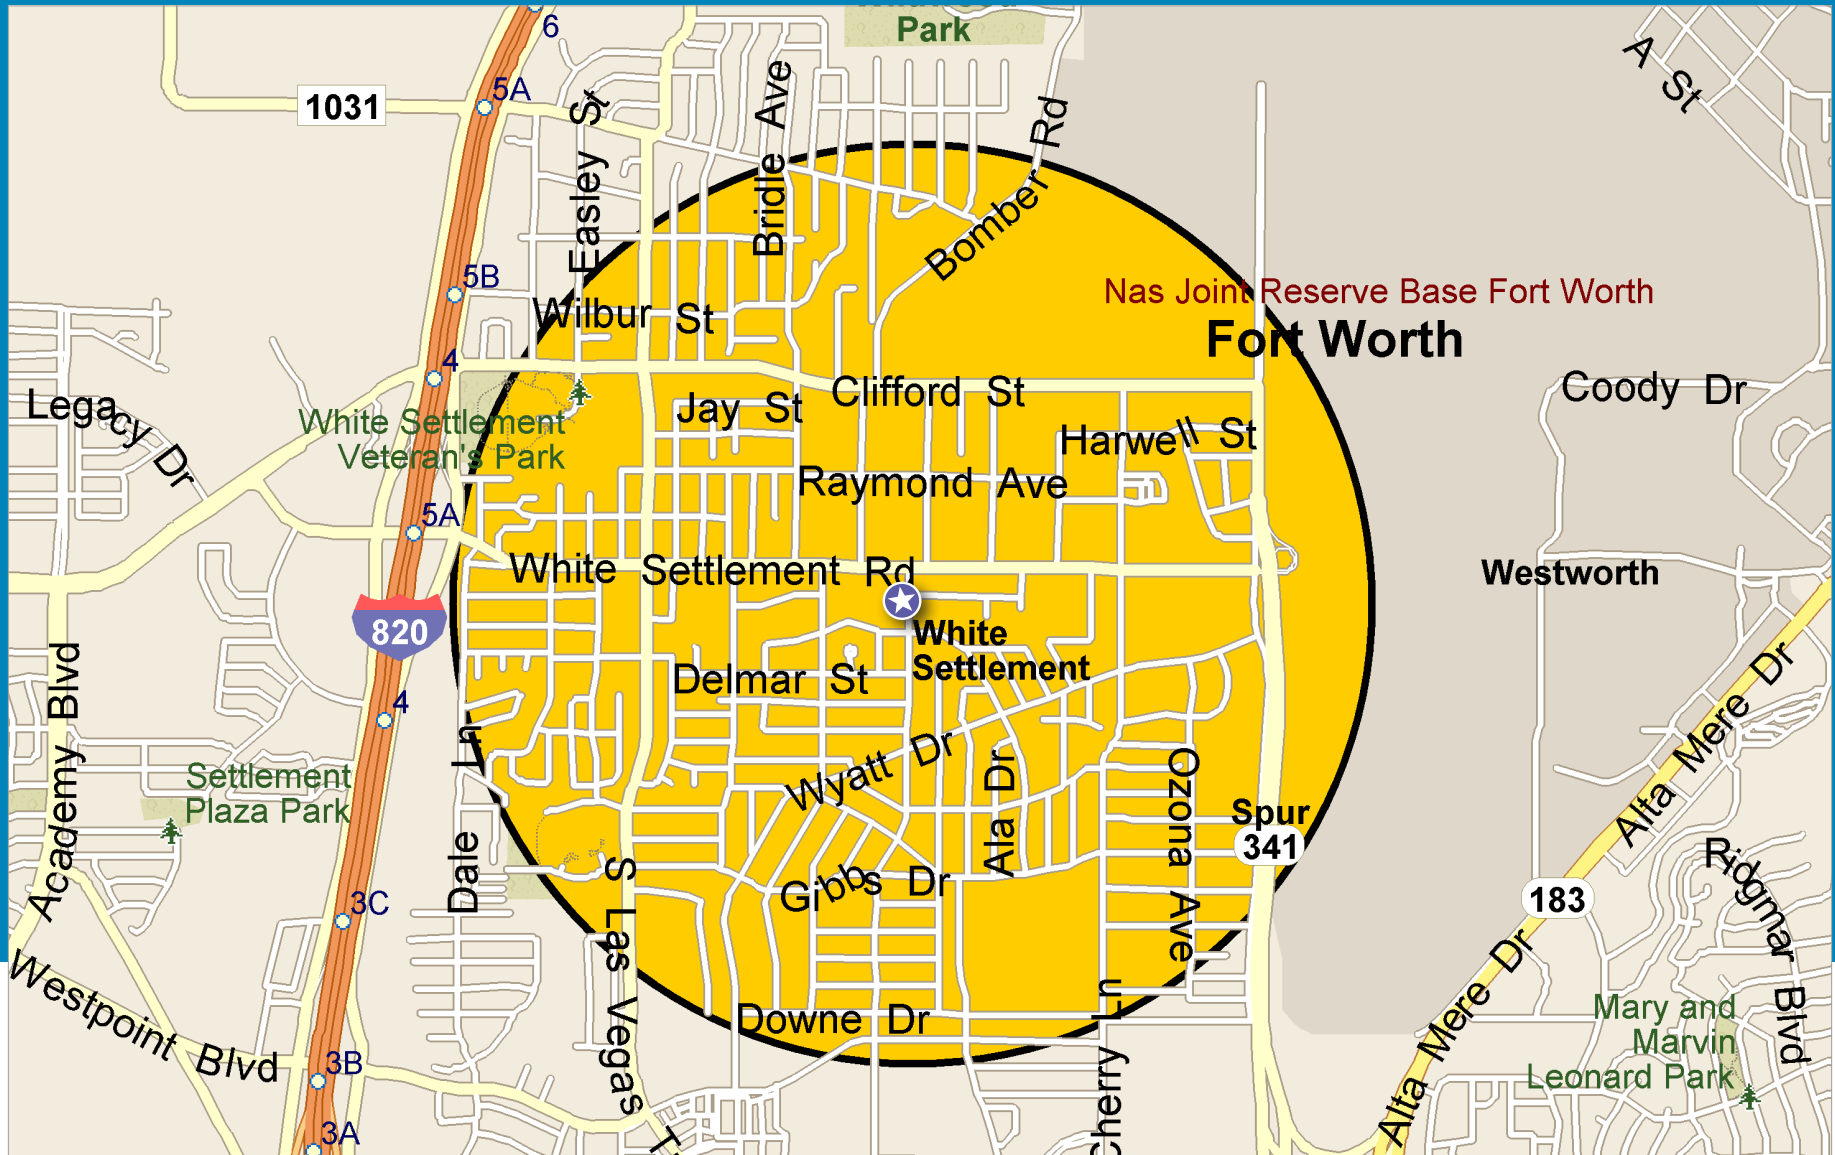 Park
6
5A
1031
A St
Easley St
Bridle Ave
Bomber Rd
5B
Nas Joint Reserve Base Fort Worth
Wilbur St
Fort Worth
4
Clifford St
Jay St
Coody Dr
Legacy Dr
White Settlement
Veteran's Park
Harwell St
Raymond Ave
5A
White Settlement Rd
Westworth
820
White
Settlement
Delmar St
4
Academy Blvd
Dale Ln
Wyatt Dr
Ala Dr
Ozona Ave
Alta Mere Dr
Settlement
Plaza Park
Spur
341
Ridgmar Blvd
Gibbs Dr
183
3C
S Las Vegas
Westpoint Blvd
Alta Mere Dr
Downe Dr
Cherry Ln
Mary and
Marvin
Leonard Park
3B
3A